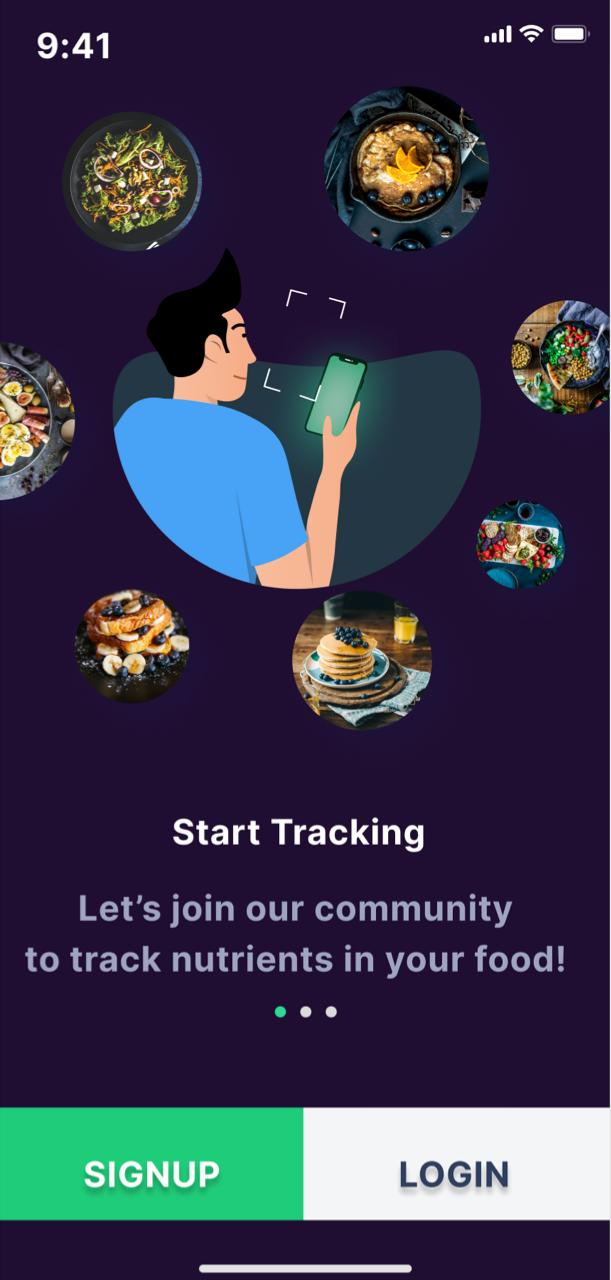 9:41
Start Tracking
Let’s join our community
to track nutrients in your food!
SIGNUP
LOGIN